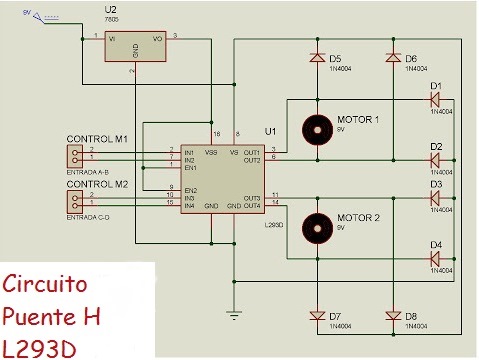 9V
U2
7805
1
VI
VO
3
2
D5
1N4004
D6
1N4004
D1
1N4004
MOTOR 1
9V
CONTROL M1
2
1
ENTRADA A-B
2
7
1
IN1
IN2
EN1
16
8
U1
VSS
VS
OUT1
OUT2
3
6
D2
1N4004
CONTROL M2
2
1
ENTRADA C-D
9
10
15
EN2
IN3
IN4
GND
GND
OUT3
OUT4
11
14
L293D
D3
1N4004
MOTOR 2
9V
D4
1N4004
D7
1N4004
D8
1N4004
Circuito
Puente H
L293D